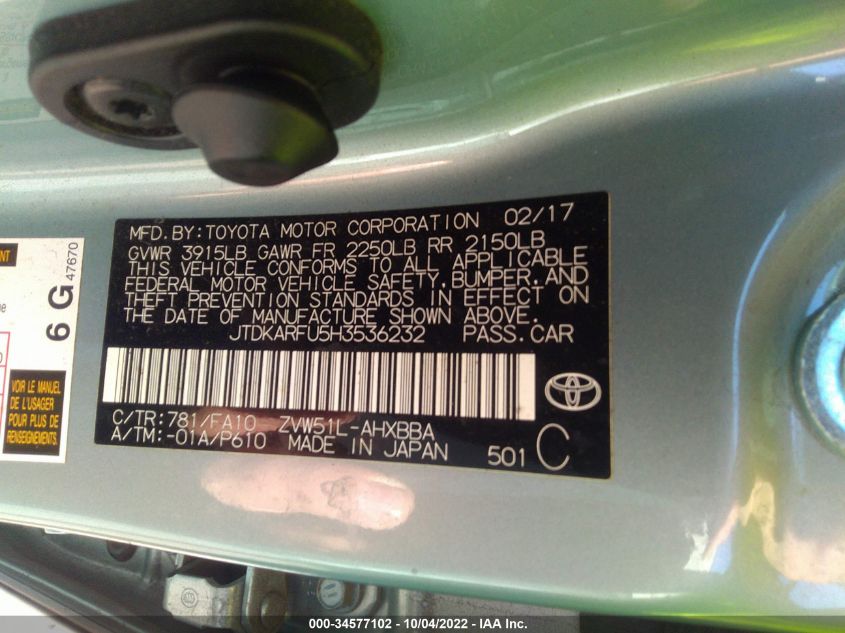 MFD.BY:TOYOTA MOTOR CORPORATION 02/17
GVWR 3915LB GAWR FR 2250LB RR 2150LB
THIS VEHICLE CONFORMS TO ALL APPLICABLE
FEDERAL MOTOR VEHICLE SAFETY, BUMPER, AND
THEFT PREVENTION STANDARDS IN EFFECT ON
THE DATE OF MANUFACTURE SHOWN ABOVE.
JTDKARFU5H3536232 PASS.CAR
C/TR:781/FA10 ZVW51L-AHXBBA
A/TM:-01A/P610 MADE IN JAPAN 501 C
6 G 47670
VOIR LE MANUEL
DE L'USAGER
POUR PLUS DE
RENSEIGNEMENT
000-34577102 - 10/04/2022 - IAA Inc.